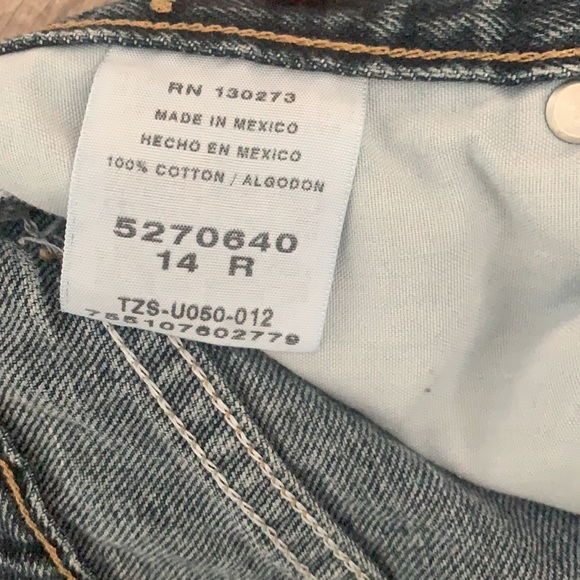 RN 130273
MADE IN MEXICO
HECHO EN MEXICO
100% COTTON / ALGODON
5270640
14 R
TZS-U050-012
755107602779